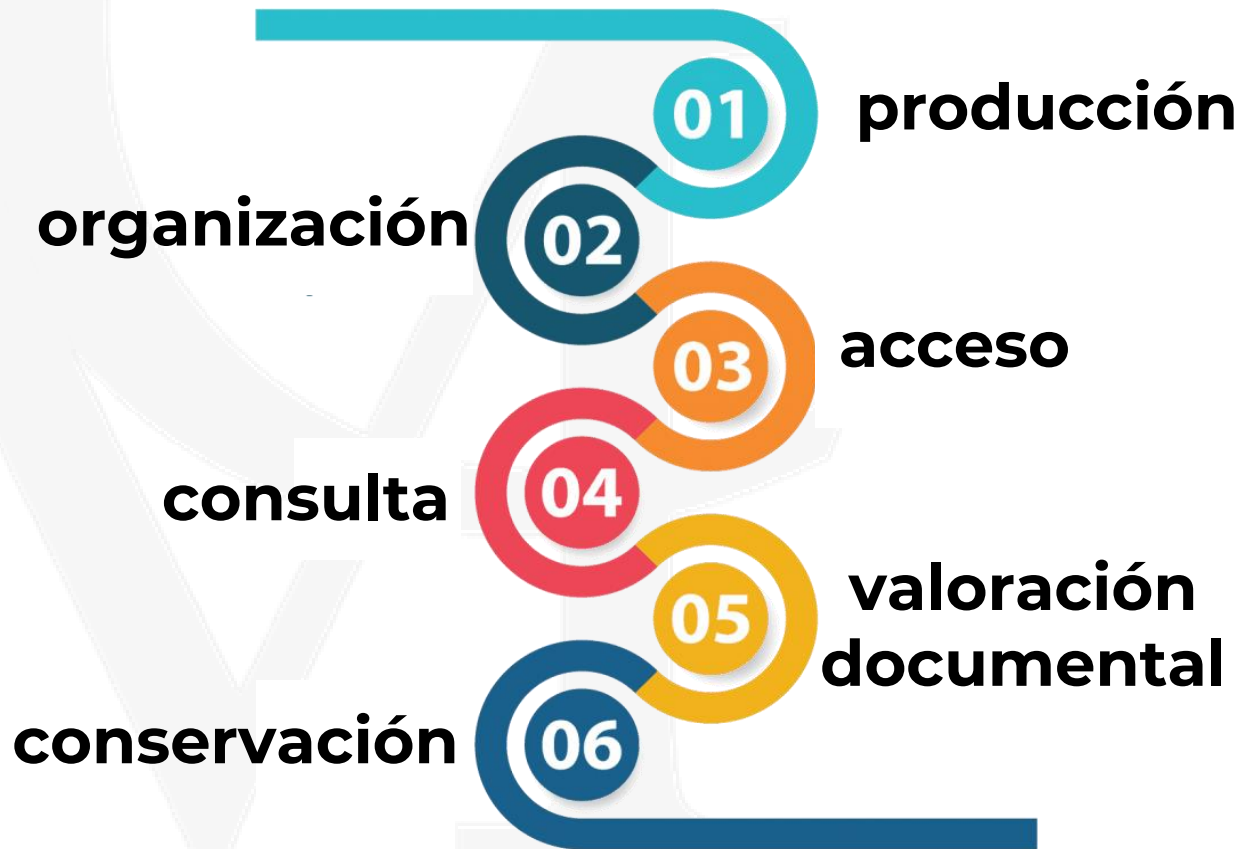 01
producción
organización
02
03
acceso
consulta
04
05
valoración
documental
conservación
06